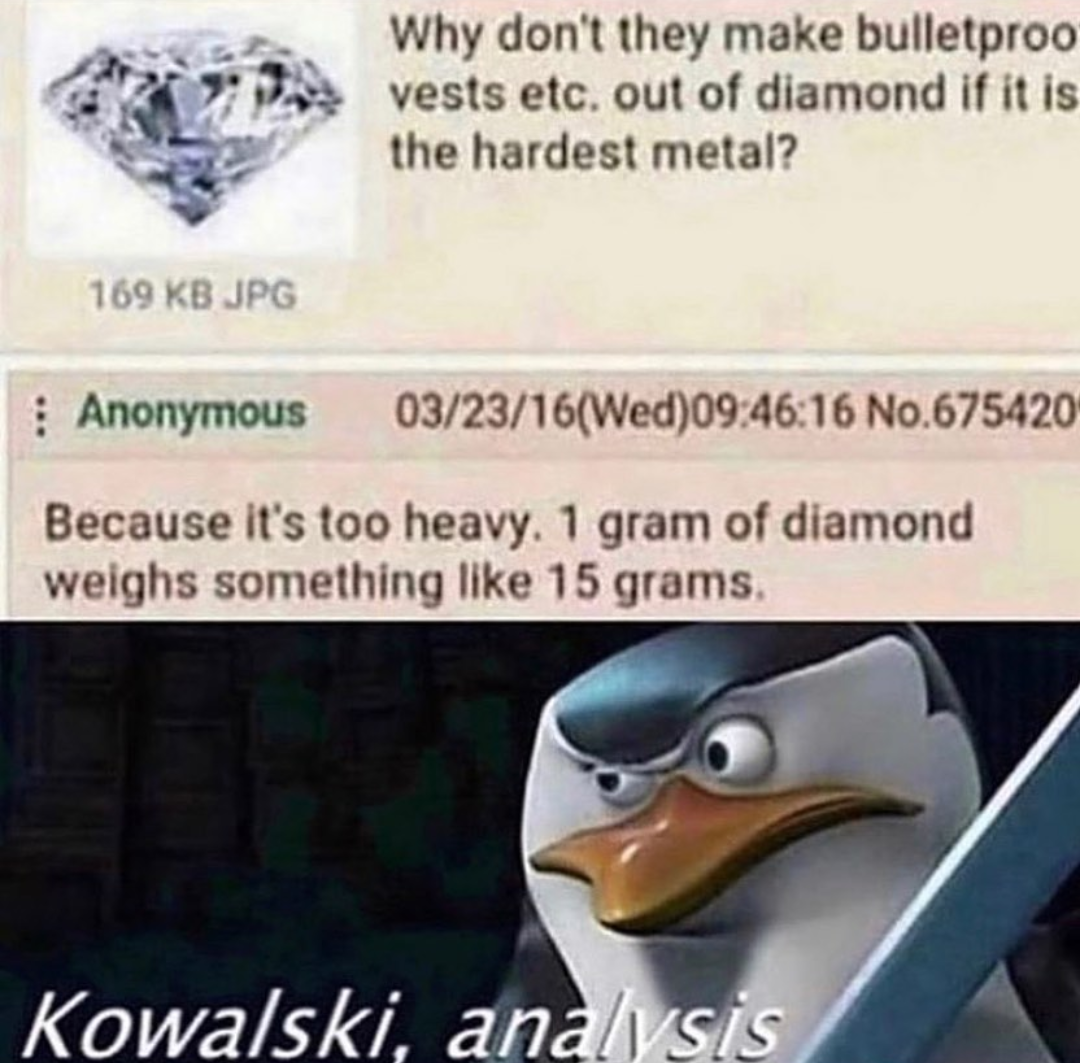 Why don't they make bulletproo
vests etc. out of diamond if it is
the hardest metal?
169 KB JPG
Anonymous 03/23/16(Wed)09:46:16 No.675420
Because it's too heavy. 1 gram of diamond
weighs something like 15 grams.
Kowalski, analysis